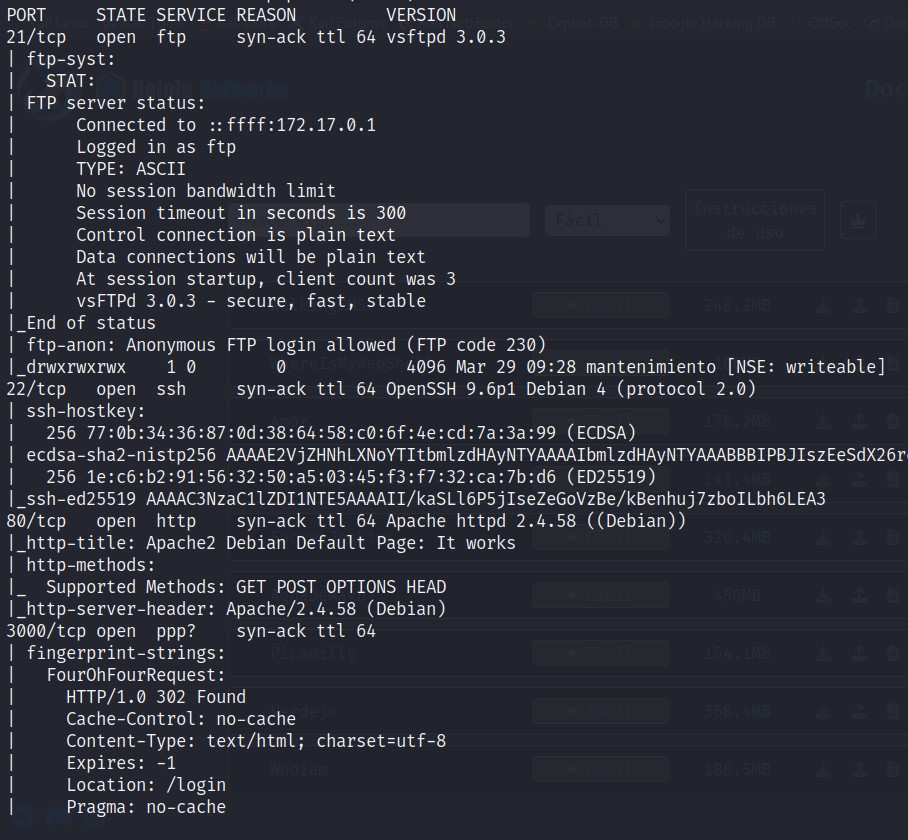 PORT     STATE SERVICE REASON         VERSION
21/tcp   open  ftp     syn-ack ttl 64 vsftpd 3.0.3
| ftp-syst:
|   STAT:
| FTP server status:
|      Connected to ::ffff:172.17.0.1
|      Logged in as ftp
|      TYPE: ASCII
|      No session bandwidth limit
|      Session timeout in seconds is 300
|      Control connection is plain text
|      Data connections will be plain text
|      At session startup, client count was 3
|      vsFTPd 3.0.3 - secure, fast, stable
|_End of status
| ftp-anon: Anonymous FTP login allowed (FTP code 230)
|_drwxrwxrwx    1 0        0            4096 Mar 29 09:28 mantenimiento [NSE: writeable]
22/tcp   open  ssh     syn-ack ttl 64 OpenSSH 9.6p1 Debian 4 (protocol 2.0)
| ssh-hostkey:
|   256 77:0b:34:36:87:0d:38:64:58:c0:6f:4e:cd:7a:3a:99 (ECDSA)
| ecdsa-sha2-nistp256 AAAAE2VjZHNhLXNoYTItbmlzdHAyNTYAAAAIbmlzdHAyNTYAAABBBIPBJIszEeSdX26r
|   256 1e:c6:b2:91:56:32:50:a5:03:45:f3:f7:32:ca:7b:d6 (ED25519)
|_ssh-ed25519 AAAAC3NzaC1lZDI1NTE5AAAAII/kaSLl6P5jIseZeGoVzBe/kBenhuj7zboILbh6LEA3
80/tcp   open  http    syn-ack ttl 64 Apache httpd 2.4.58 ((Debian))
|_http-title: Apache2 Debian Default Page: It works
| http-methods:
|_  Supported Methods: GET POST OPTIONS HEAD
|_http-server-header: Apache/2.4.58 (Debian)
3000/tcp open  ppp?    syn-ack ttl 64
| fingerprint-strings:
|   FourOhFourRequest:
|     HTTP/1.0 302 Found
|     Cache-Control: no-cache
|     Content-Type: text/html; charset=utf-8
|     Expires: -1
|     Location: /login
|     Pragma: no-cache